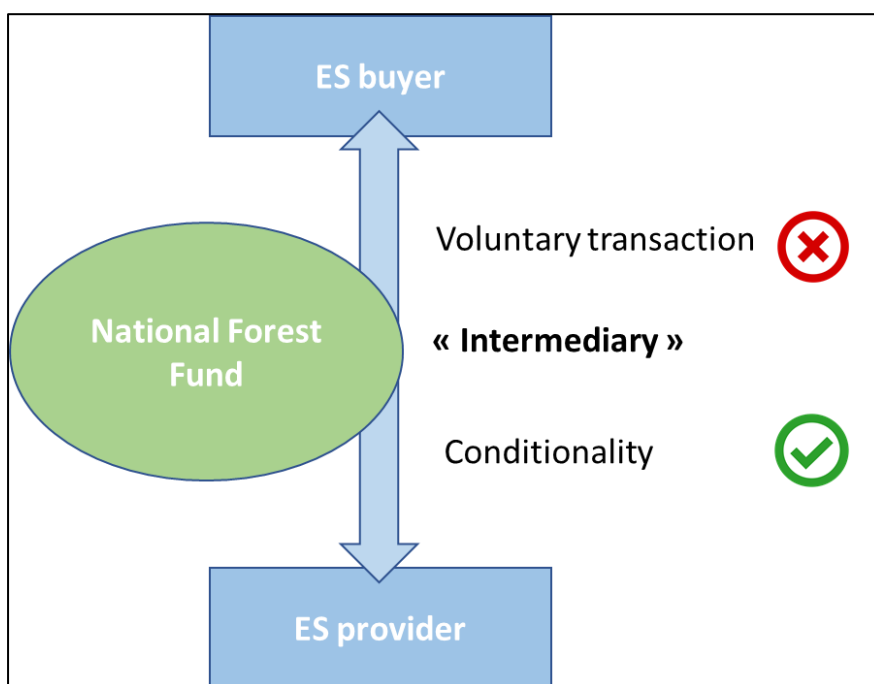 ES buyer
Voluntary transaction
National Forest
Fund
« Intermediary »
Conditionality
ES provider